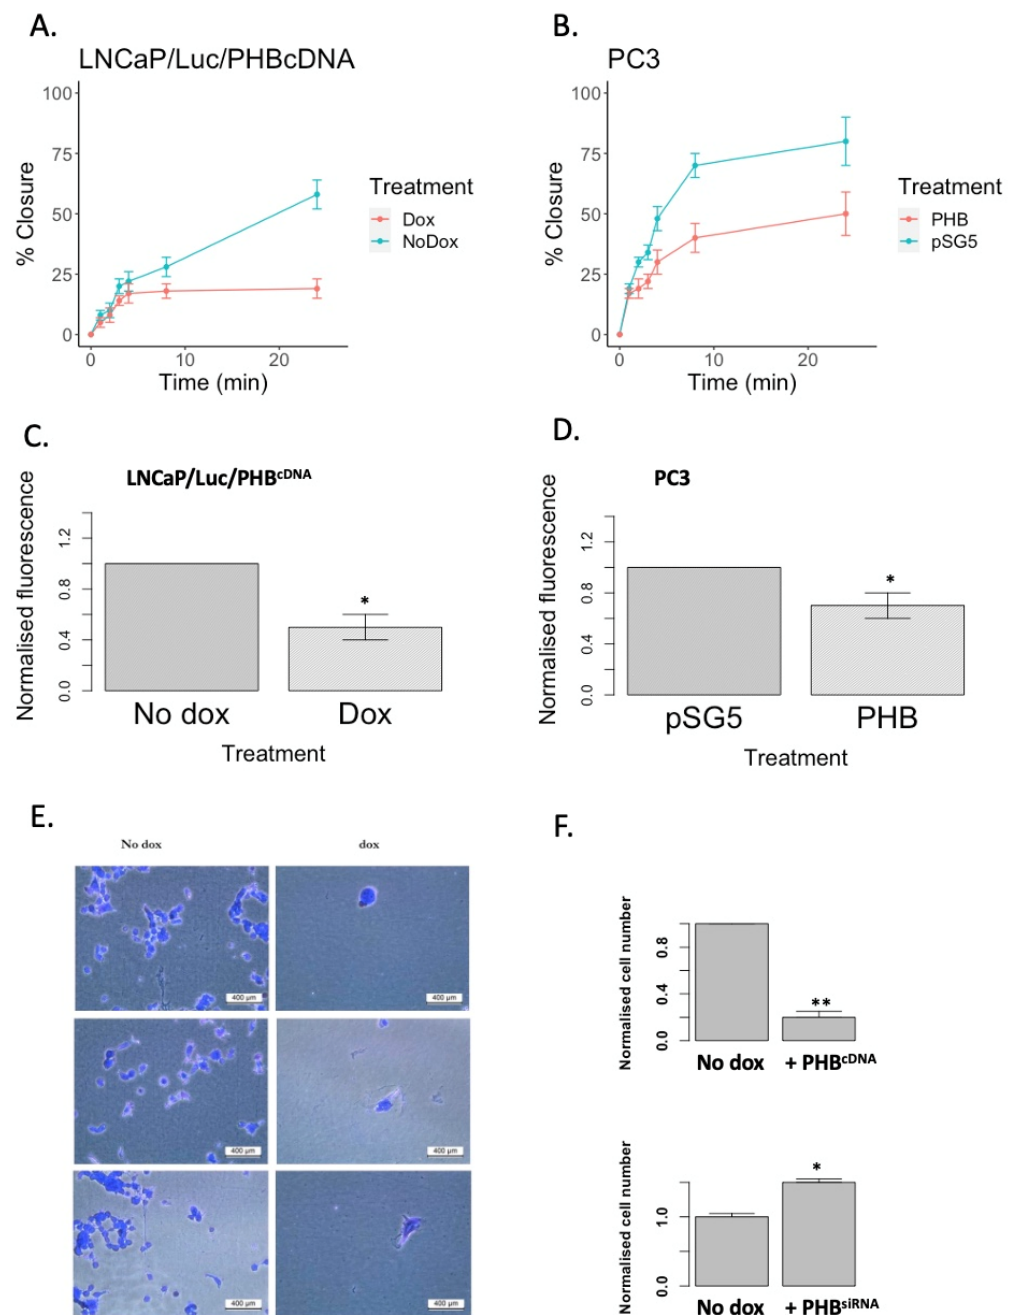 A.
LNCaP/Luc/PHBcDNA
100
75
50
25
0
% Closure
0 10 20
Time (min)
Treatment
Dox
NoDox
B.
PC3
100
75
50
25
0
% Closure
0 10 20
Time (min)
Treatment
PHB
pSG5
C.
LNCaP/Luc/PHBcDNA
Normalised fluorescence
1.2
0.8
0.4
0.0
*
No dox Dox
Treatment
D.
PC3
Normalised fluorescence
1.2
0.8
0.4
0.0
*
pSG5 PHB
Treatment
E.
No dox dox
400 µm 400 µm
400 µm 400 µm
400 µm 400 µm
F.
Normalised cell number
0.8
0.4
0.0
**
No dox + PHBcDNA
Normalised cell number
1.0
0.0
*
No dox + PHBsiRNA